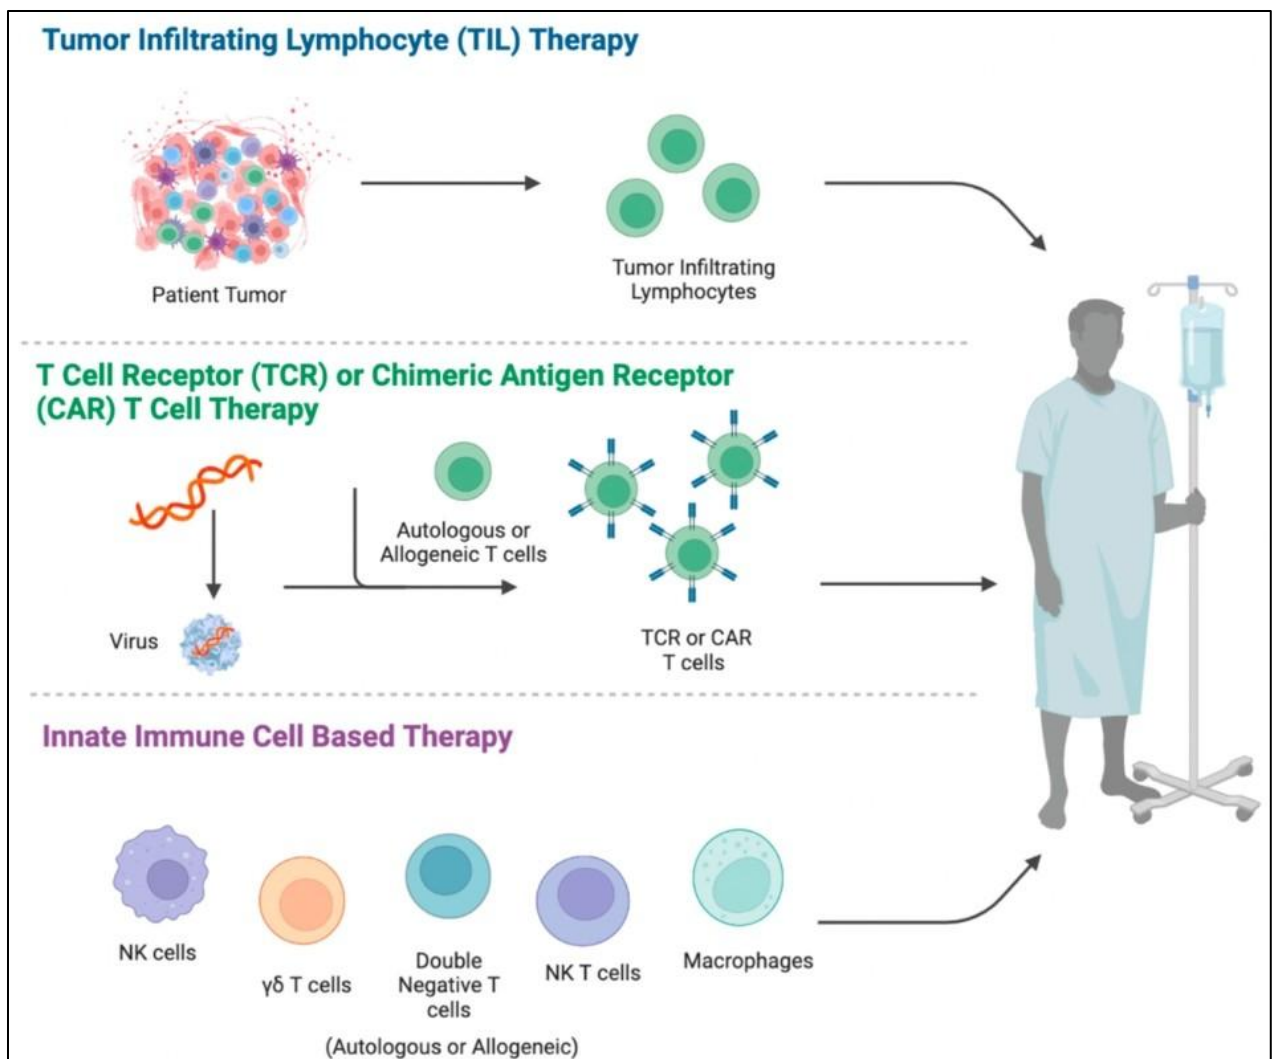 Tumor Infiltrating Lymphocyte (TIL) Therapy
Patient Tumor
Tumor Infiltrating
Lymphocytes
T Cell Receptor (TCR) or Chimeric Antigen Receptor
(CAR) T Cell Therapy
Autologous or
Allogeneic T cells
Virus
TCR or CAR
T cells
Innate Immune Cell Based Therapy
NK cells
γδ T cells
Double
Negative T
cells
NK T cells
Macrophages
(Autologous or Allogeneic)